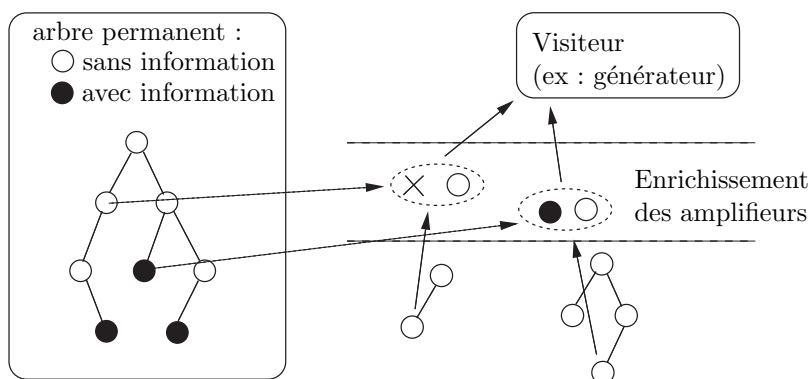 arbre permanent :
sans information
avec information
Visiteur
(ex : générateur)
Enrichissement
des amplifieurs